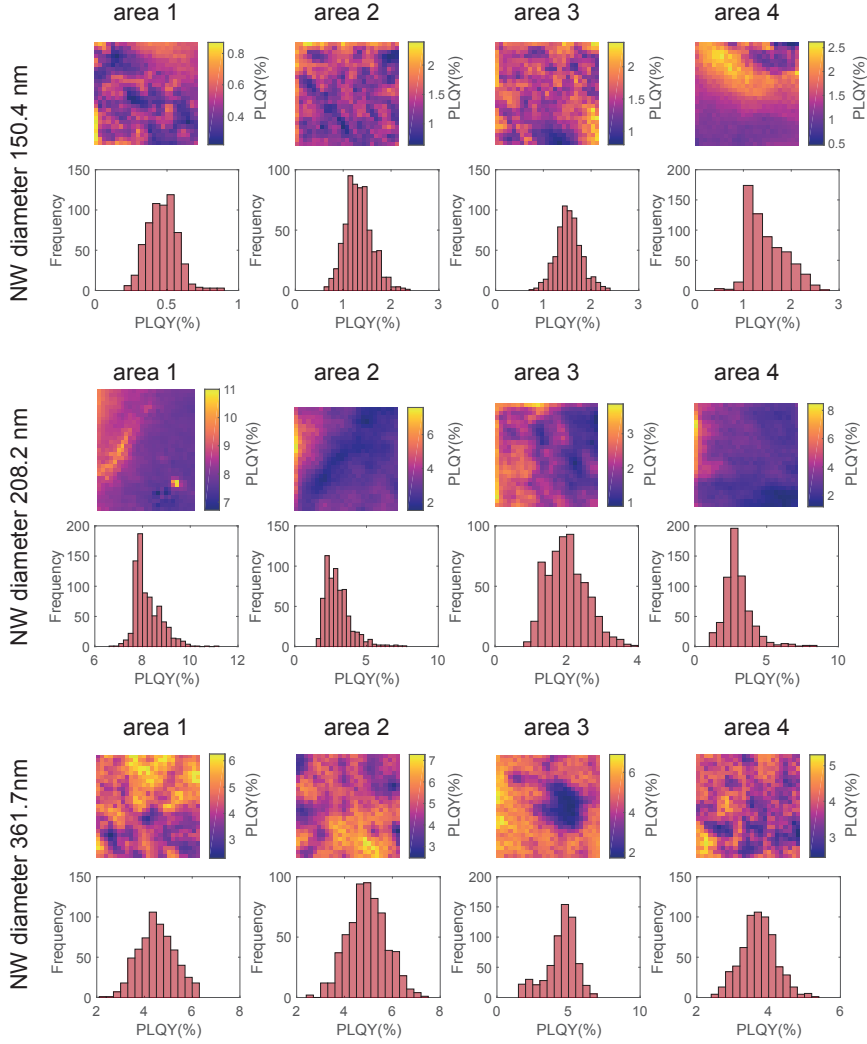 area 1 area 2 area 3 area 4
NW diameter 150.4 nm
0.8 0.6 0.4 PLQY(%)
2 1.5 1 PLQY(%)
2 1.5 1 PLQY(%)
2.5 2 1.5 1 0.5 PLQY(%)
150 100 50 0 Frequency 0 0.5 1 PLQY(%)
100 50 0 Frequency 0 1 2 3 PLQY(%)
150 100 50 0 Frequency 0 1 2 3 PLQY(%)
200 150 100 50 0 Frequency 0 1 2 3 PLQY(%)
area 1 area 2 area 3 area 4
NW diameter 208.2 nm
11 10 9 8 7 PLQY(%)
6 4 2 PLQY(%)
3 2 1 PLQY(%)
8 6 4 2 PLQY(%)
200 150 100 50 0 Frequency 6 8 10 12 PLQY(%)
150 100 50 0 Frequency 0 5 10 PLQY(%)
100 50 0 Frequency 0 2 4 PLQY(%)
200 150 100 50 0 Frequency 0 5 10 PLQY(%)
area 1 area 2 area 3 area 4
NW diameter 361.7nm
6 5 4 3 PLQY(%)
7 6 5 4 3 PLQY(%)
6 4 2 PLQY(%)
5 4 3 PLQY(%)
150 100 50 0 Frequency 2 4 6 8 PLQY(%)
100 50 0 Frequency 2 4 6 8 PLQY(%)
200 150 100 50 0 Frequency 0 5 10 PLQY(%)
150 100 50 0 Frequency 2 4 6 PLQY(%)